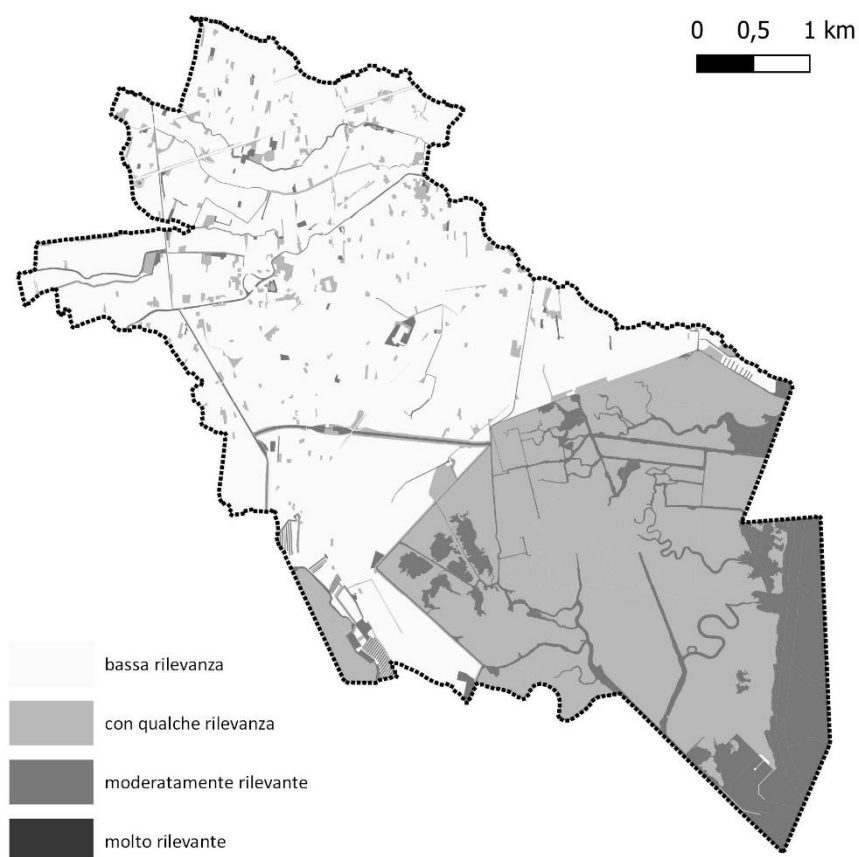 0 0,5 1 km
bassa rilevanza
con qualche rilevanza
moderatamente rilevante
molto rilevante